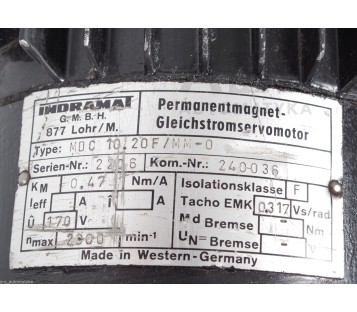 INDRAMAT
G.M.B.H.
877 Lohr/M.
Permanentmagnet-
Gleichstromservomotor
Type: MDC 10.20F/MM-0
Serien-Nr.: 2206 Kom.-Nr.: 240-036
KM 0.47 Nm/A
Ieff A
Û 170 V
nmax 2300 min-1
Isolationsklasse F
Tacho EMK 0.317 Vs/rad
Md Bremse Nm
UN= Bremse - V
Made in Western-Germany